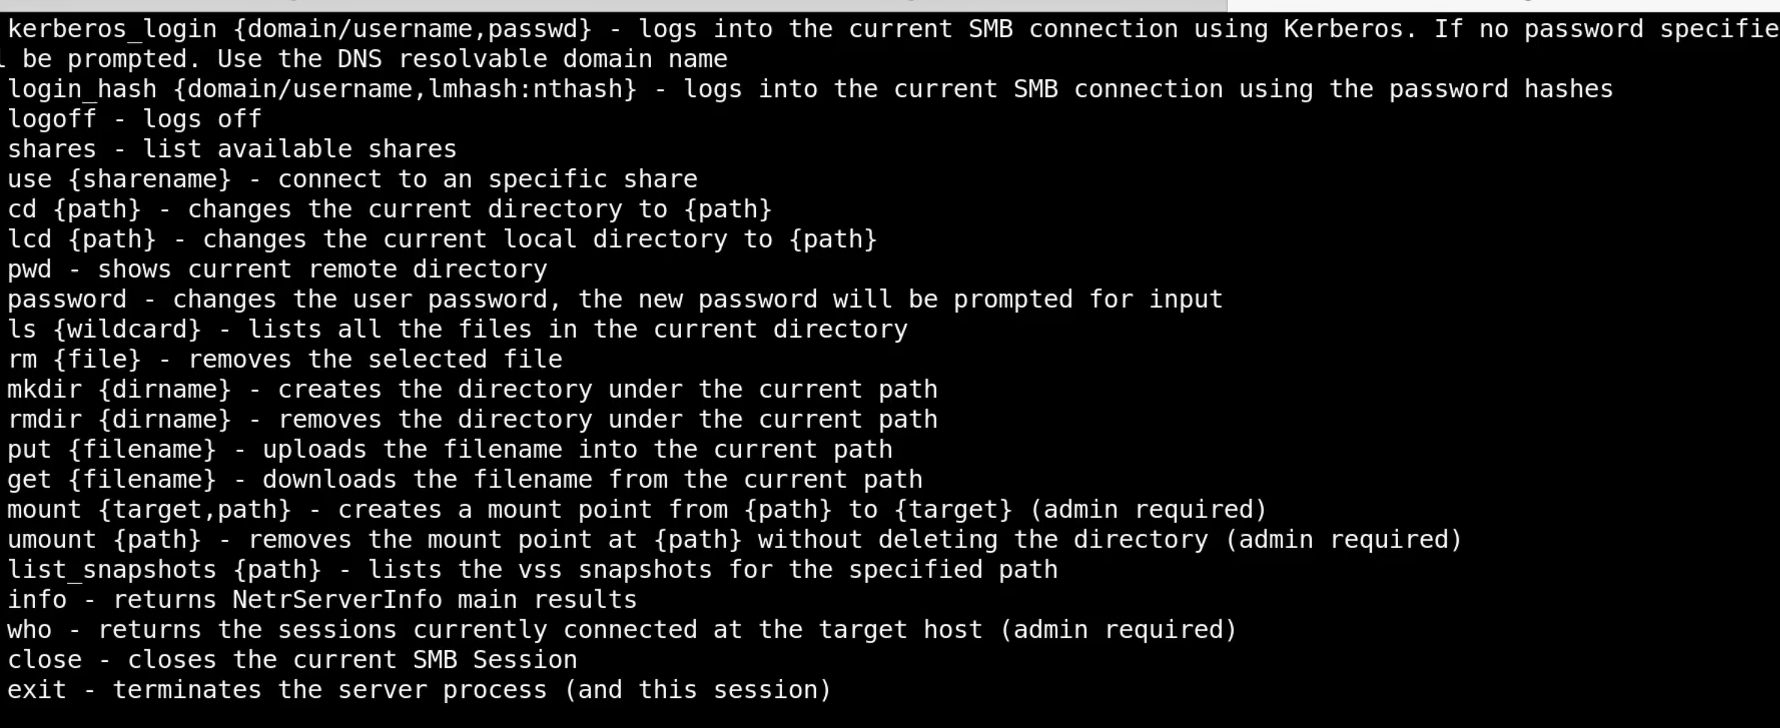 kerberos_login {domain/username,passwd} - logs into the current SMB connection using Kerberos. If no password specifie
l be prompted. Use the DNS resolvable domain name
login_hash {domain/username,lmhash:nthash} - logs into the current SMB connection using the password hashes
logoff - logs off
shares - list available shares
use {sharename} - connect to an specific share
cd {path} - changes the current directory to {path}
lcd {path} - changes the current local directory to {path}
pwd - shows current remote directory
password - changes the user password, the new password will be prompted for input
ls {wildcard} - lists all the files in the current directory
rm {file} - removes the selected file
mkdir {dirname} - creates the directory under the current path
rmdir {dirname} - removes the directory under the current path
put {filename} - uploads the filename into the current path
get {filename} - downloads the filename from the current path
mount {target,path} - creates a mount point from {path} to {target} (admin required)
umount {path} - removes the mount point at {path} without deleting the directory (admin required)
list_snapshots {path} - lists the vss snapshots for the specified path
info - returns NetrServerInfo main results
who - returns the sessions currently connected at the target host (admin required)
close - closes the current SMB Session
exit - terminates the server process (and this session)